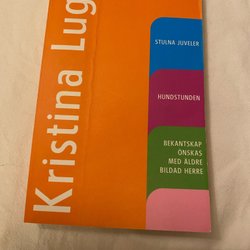 Kristina Lug
STULNA JUVELER
HUNDSTUNDEN
BEKANTSKAP
ÖNSKAS
MED ÄLDRE
BILDAD HERRE